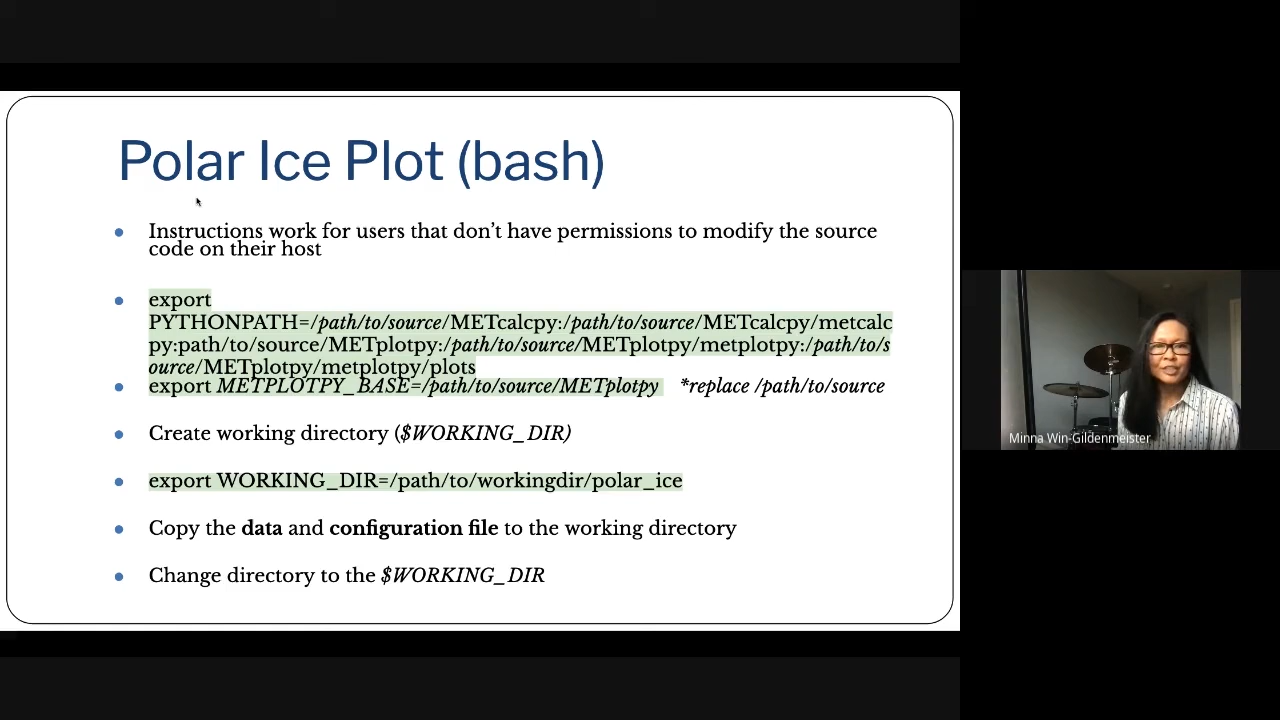 Polar Ice Plot (bash)
Instructions work for users that don't have permissions to modify the source
code on their host
export
PYTHONPATH=/path/to/source/METcalcpy:/path/to/source/METcalcpy/metcalc
py:path/to/source/METplotpy:/path/to/source/METplotpy/metplotpy:/path/to/s
ource/METplotpy/metplotpy/plots
export METPLOTPY_BASE=/path/to/source/METplotpy *replace /path/to/source
Create working directory ($WORKING_DIR)
export WORKING_DIR=/path/to/workingdir/polar_ice
Copy the data and configuration file to the working directory
Change directory to the $WORKING_DIR
Minna Win-Gildenmeister